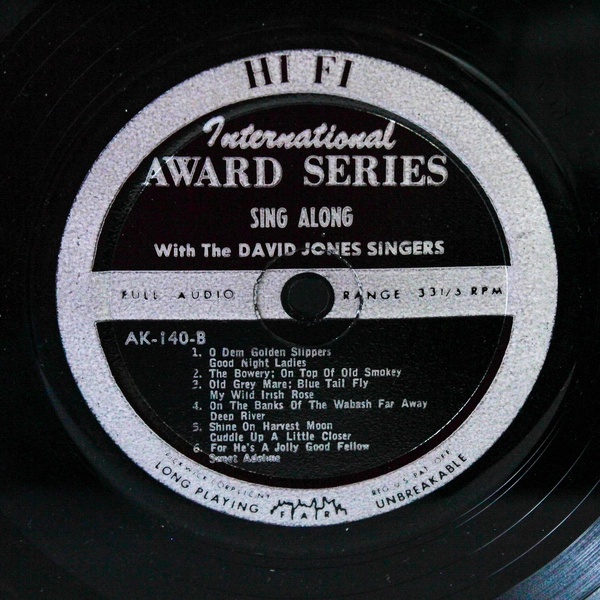 HI FI
International
AWARD SERIES
SING ALONG
With The DAVID JONES SINGERS
FULL AUDIO RANGE 331/3 RPM
AK-140-B
1. O Dem Golden Slippers
Good Night Ladies
2. The Bowery; On Top Of Old Smokey
3. Old Grey Mare; Blue Tail Fly
My Wild Irish Rose
4. On The Banks Of The Wabash Far Away
Deep River
5. Shine On Harvest Moon
Cuddle Up A Little Closer
6. For He's A Jolly Good Fellow
Sweet Adeline
REG. U.S. PAT. OFF.
LONG PLAYING
UNBREAKABLE